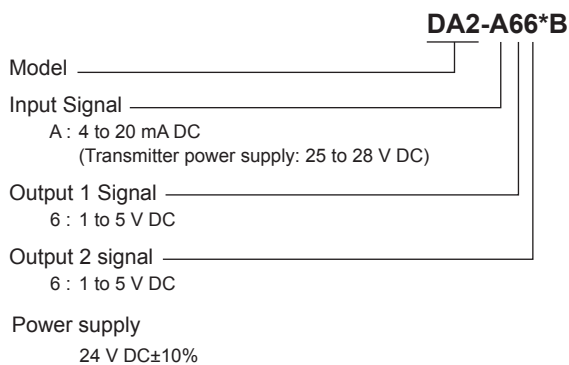 DA2-A66*B
Model
Input Signal
A : 4 to 20 mA DC
(Transmitter power supply: 25 to 28 V DC)
Output 1 Signal
6 : 1 to 5 V DC
Output 2 signal
6 : 1 to 5 V DC
Power supply
24 V DC±10%